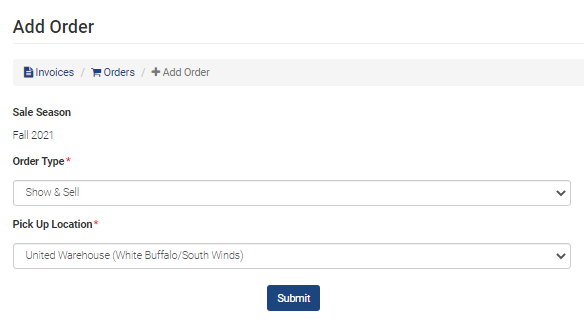 Add Order
Invoices / Orders / Add Order
Sale Season
Fall 2021
Order Type*
Show & Sell
Pick Up Location*
United Warehouse (White Buffalo/South Winds)
Submit